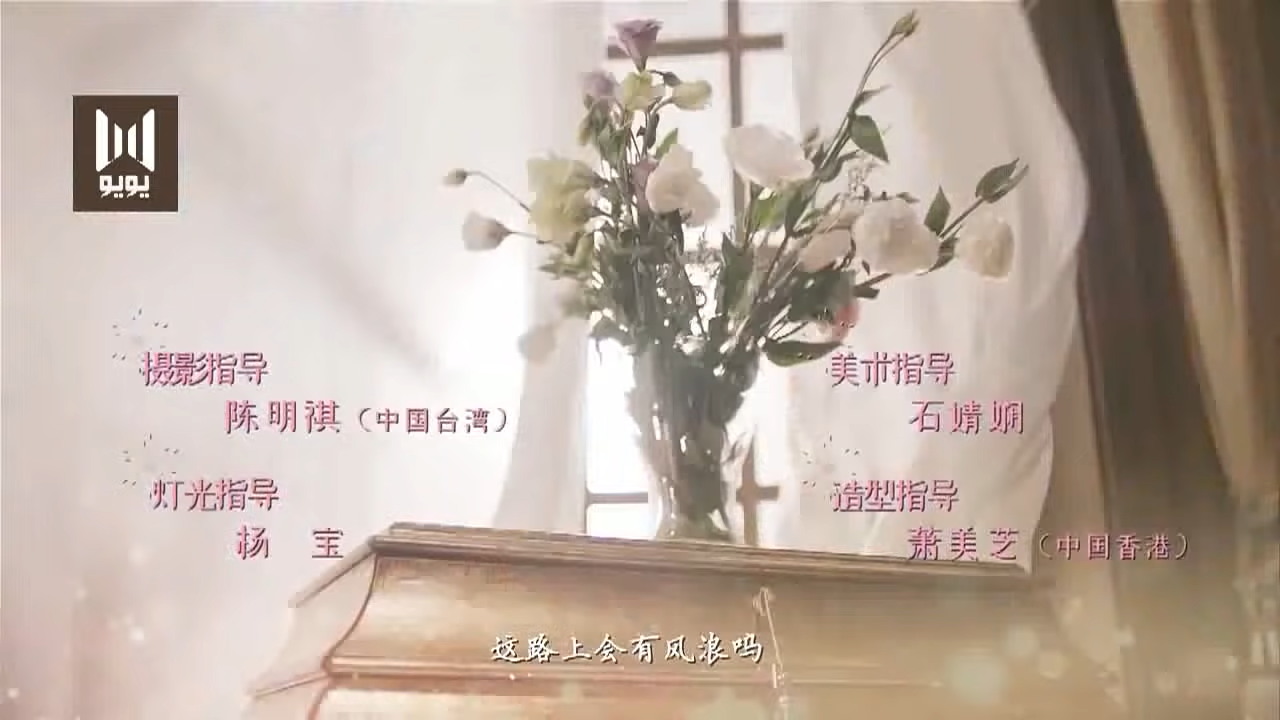 يويو
摄影指导
陈明祺（中国台湾）
灯光指导
杨 宝
美术指导
石婧娴
造型指导
萧美芝（中国香港）
这路上会有风浪吗